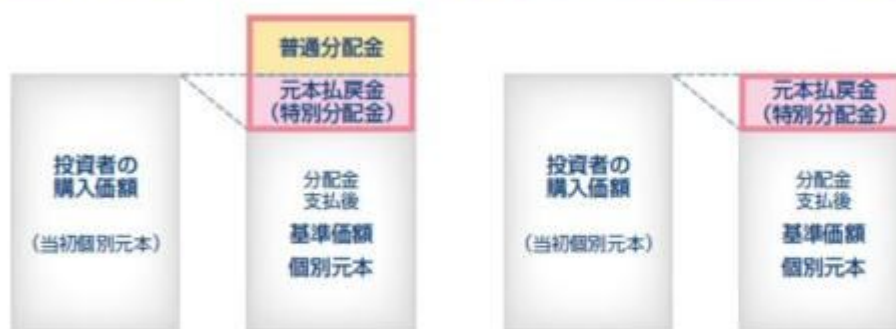 普通分配金
元本払戻金
（特別分配金）
投資者の
購入価額
（当初個別元本）
分配金
支払後
基準価額
個別元本
元本払戻金
（特別分配金）
投資者の
購入価額
（当初個別元本）
分配金
支払後
基準価額
個別元本